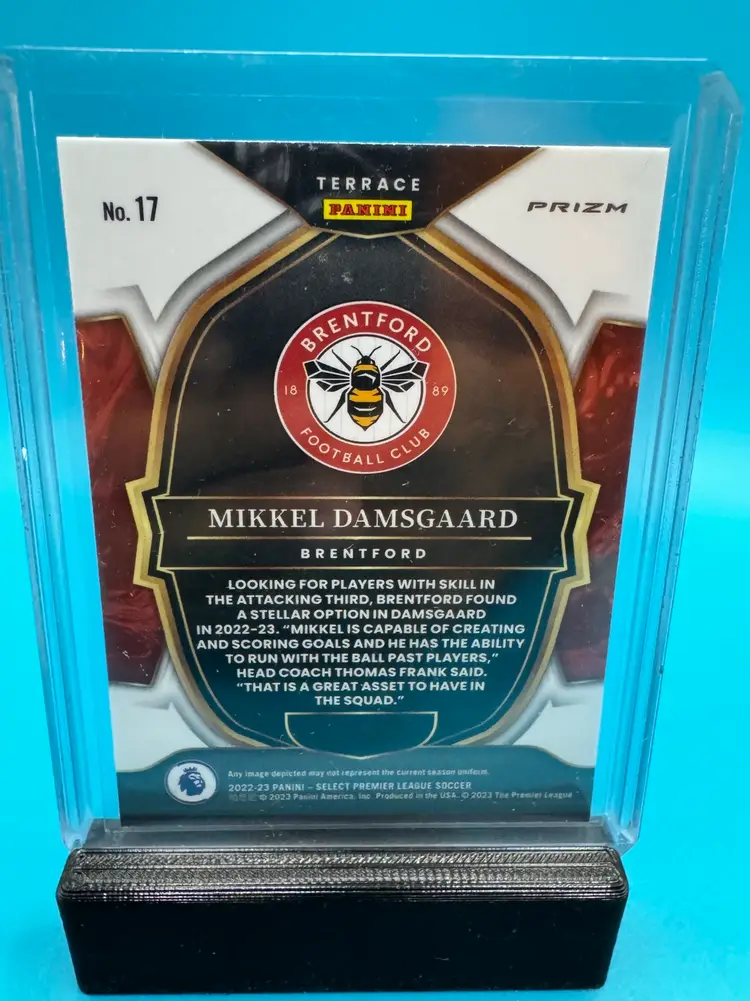 TERRACE
PANINI
No. 17
PRIZM
BRENTFORD
18 89
FOOTBALL CLUB
MIKKEL DAMSGAARD
BRENTFORD
LOOKING FOR PLAYERS WITH SKILL IN
THE ATTACKING THIRD, BRENTFORD FOUND
A STELLAR OPTION IN DAMSGAARD
IN 2022-23. “MIKKEL IS CAPABLE OF CREATING
AND SCORING GOALS AND HE HAS THE ABILITY
TO RUN WITH THE BALL PAST PLAYERS,”
HEAD COACH THOMAS FRANK SAID.
“THAT IS A GREAT ASSET TO HAVE IN
THE SQUAD.”
Any image depicted may not represent the current season uniform.
2022-23 PANINI – SELECT PREMIER LEAGUE SOCCER
© 2023 Panini America, Inc. Produced in the USA. © 2023 The Premier League